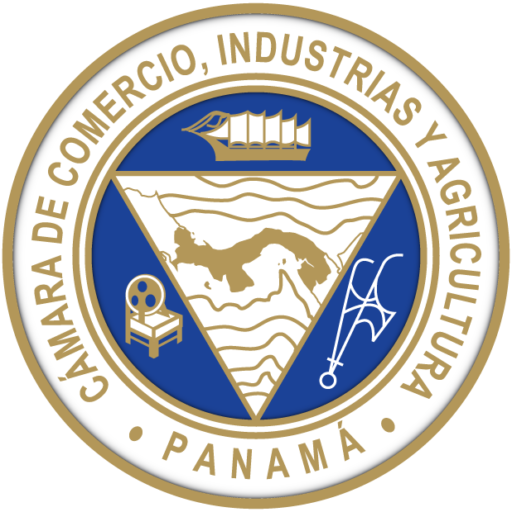 CÁMARA DE COMERCIO, INDUSTRIAS Y AGRICULTURA
• PANAMÁ •